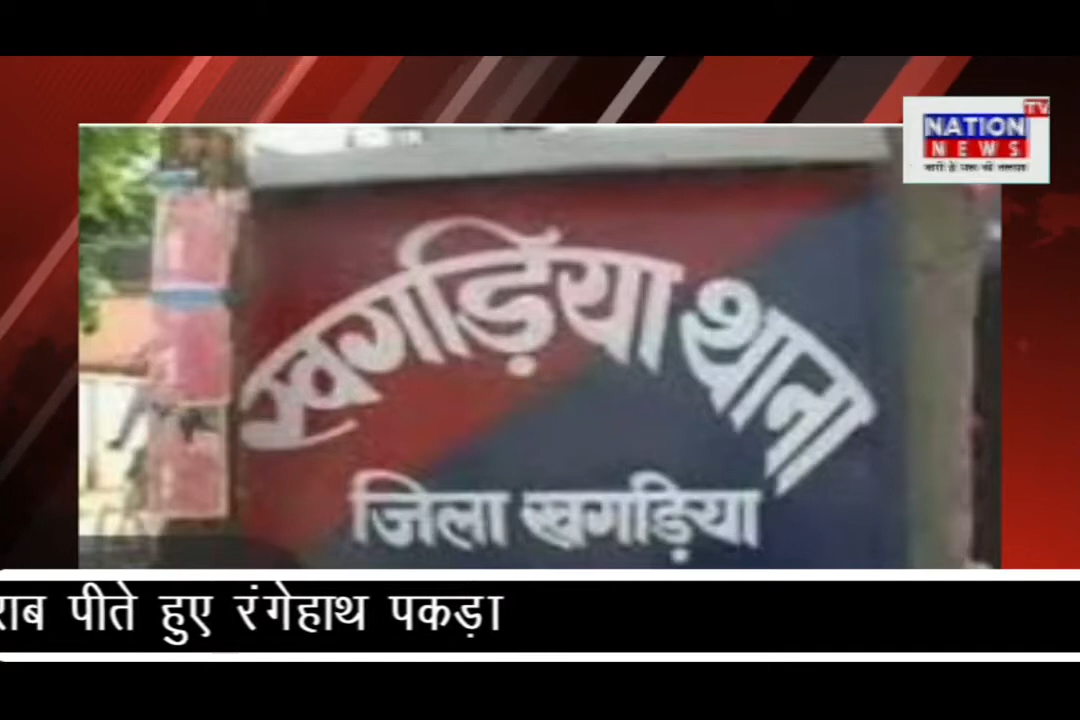 TV
NATION
NEWS
खगड़िया थाना
जिला खगड़िया
राब पीते हुए रंगेहाथ पकड़ा